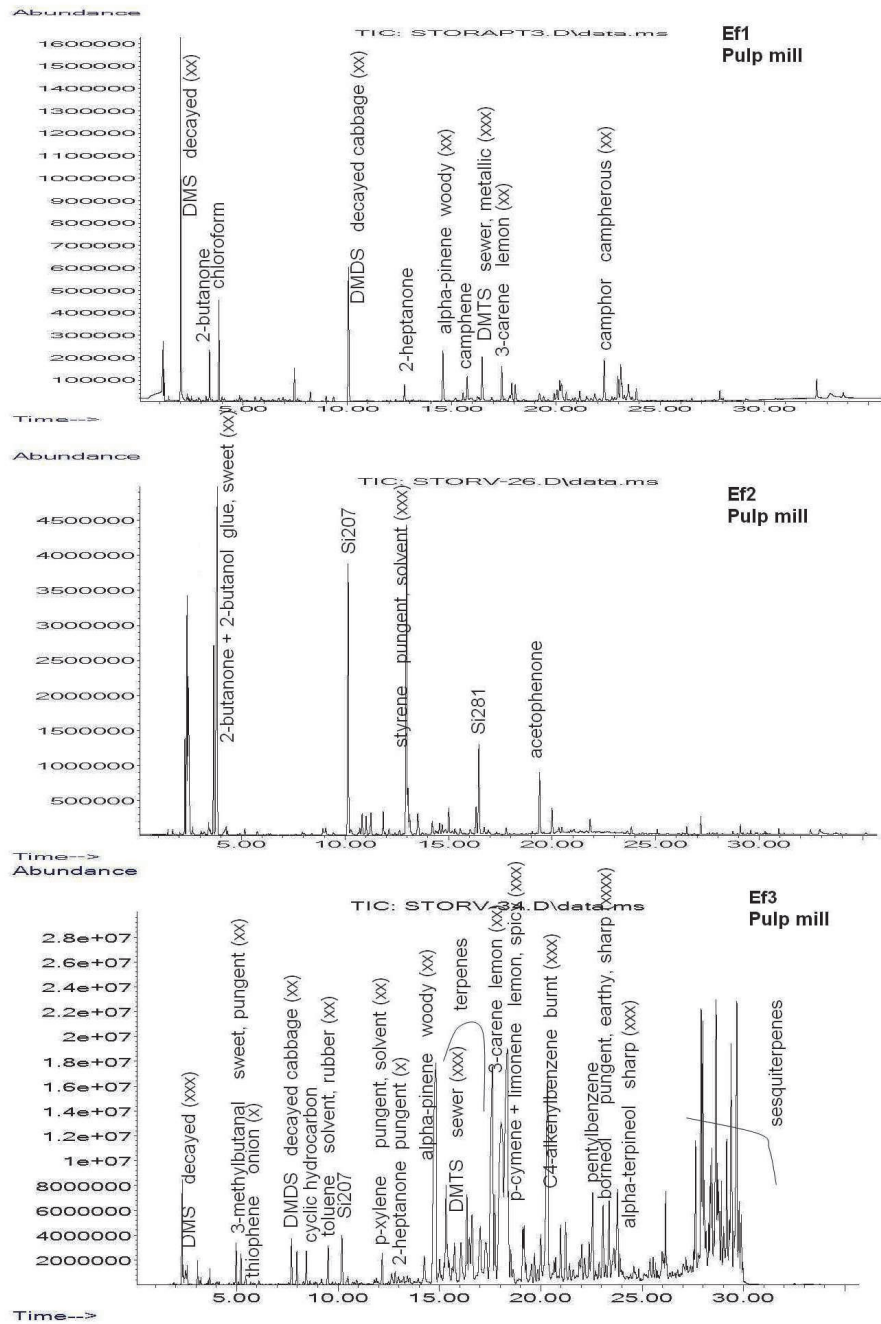 Abundance
TIC: STORAPT3.D\data.ms
Ef1
Pulp mill
1600000
1500000
1400000
1300000
1200000
1100000
1000000
900000
800000
700000
600000
500000
400000
300000
200000
100000
DMS decayed (xx)
2-butanone
chloroform
DMDS decayed cabbage (xx)
2-heptanone
alpha-pinene woody (xx)
camphene
DMTS sewer, metallic (xxx)
3-carene lemon (xx)
camphor campherous (xx)
5.00 10.00 15.00 20.00 25.00 30.00
Time-->
Abundance
TIC: STORV-26.D\data.ms
Ef2
Pulp mill
4500000
4000000
3500000
3000000
2500000
2000000
1500000
1000000
500000
2-butanone + 2-butanol glue, sweet (xx)
Si207
styrene pungent, solvent (xxx)
Si281
acetophenone
5.00 10.00 15.00 20.00 25.00 30.00
Time-->
Abundance
TIC: STORV-34.D\data.ms
Ef3
Pulp mill
2.8e+07
2.6e+07
2.4e+07
2.2e+07
2e+07
1.8e+07
1.6e+07
1.4e+07
1.2e+07
1e+07
8000000
6000000
4000000
2000000
DMS decayed (xxx)
3-methylbutanal sweet, pungent (xx)
thiophene onion (x)
DMDS decayed cabbage (xx)
cyclic hydrocarbon
toluene solvent, rubber (xx)
Si207
p-xylene pungent, solvent (xx)
2-heptanone pungent (x)
alpha-pinene woody (xx)
DMTS sewer (xxx)
terpenes
3-carene lemon (xx)
p-cymene + limonene lemon, spicy (xxx)
C4-alkenylbenzene burnt (xxx)
pentylbenzene
borneol pungent, earthy, sharp (xxxx)
alpha-terpineol sharp (xxx)
sesquiterpenes
5.00 10.00 15.00 20.00 25.00 30.00
Time-->